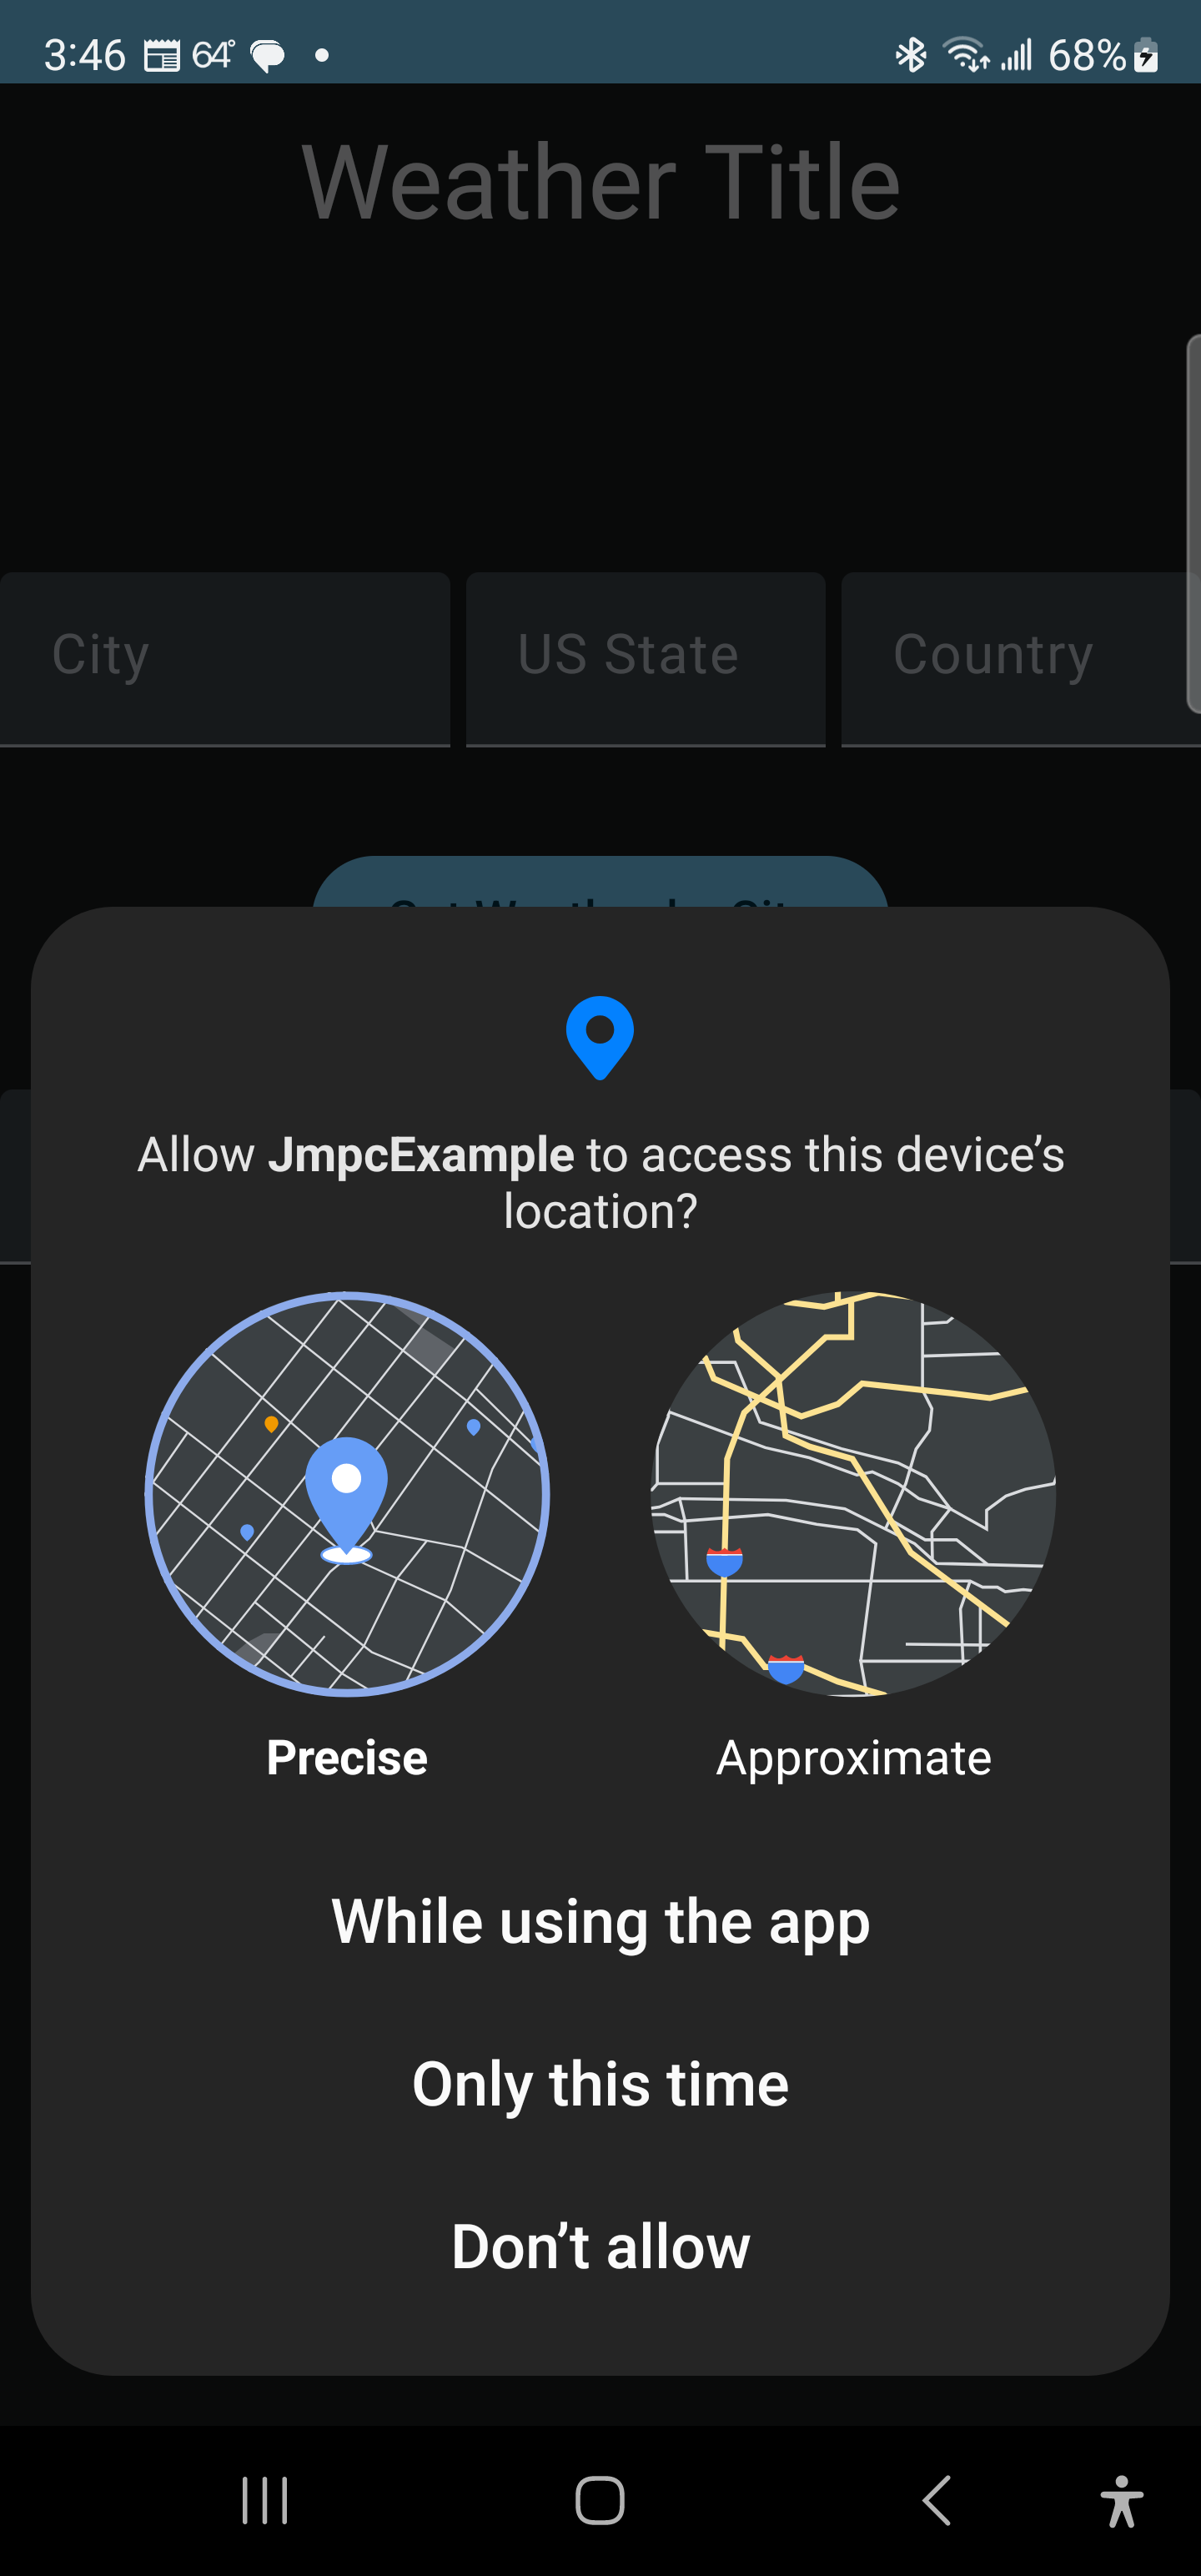 3:46 64° 68%
Weather Title
City US State Country
Allow JmpcExample to access this device’s
location?
Precise Approximate
While using the app
Only this time
Don’t allow